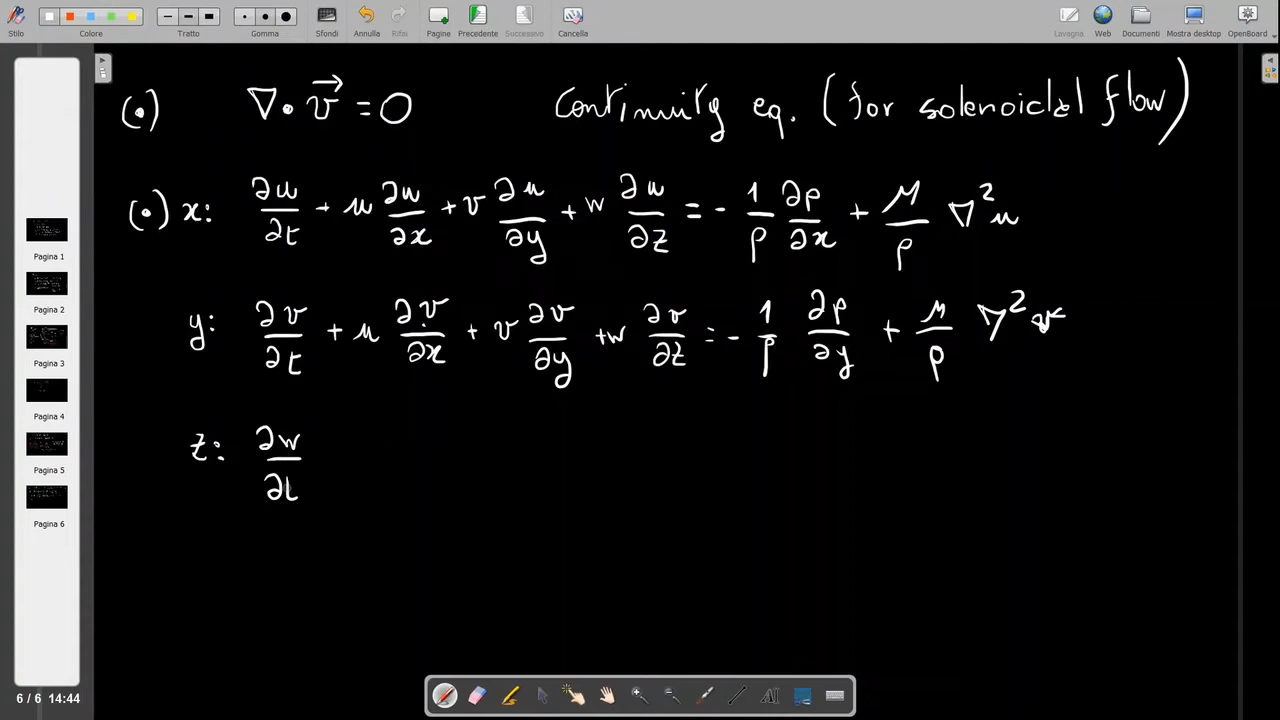 Stilo Colore Tratto Gomma Sfondi Annulla Rifai Pagine Precedente Successivo Cancella Lavagna Web Documenti Mostra desktop OpenBoard
(•) ∇ • v⃗ = 0 Continuity eq. (for solenoidal flow)
(•) x: ∂u/∂t + u ∂u/∂x + v ∂u/∂y + w ∂u/∂z = - 1/ρ ∂p/∂x + μ/ρ ∇² u
y: ∂v/∂t + u ∂v/∂x + v ∂v/∂y + w ∂v/∂z = - 1/ρ ∂p/∂y + μ/ρ ∇² v
z: ∂w/∂t
Pagina 1
Pagina 2
Pagina 3
Pagina 4
Pagina 5
Pagina 6
6 / 6 14:44